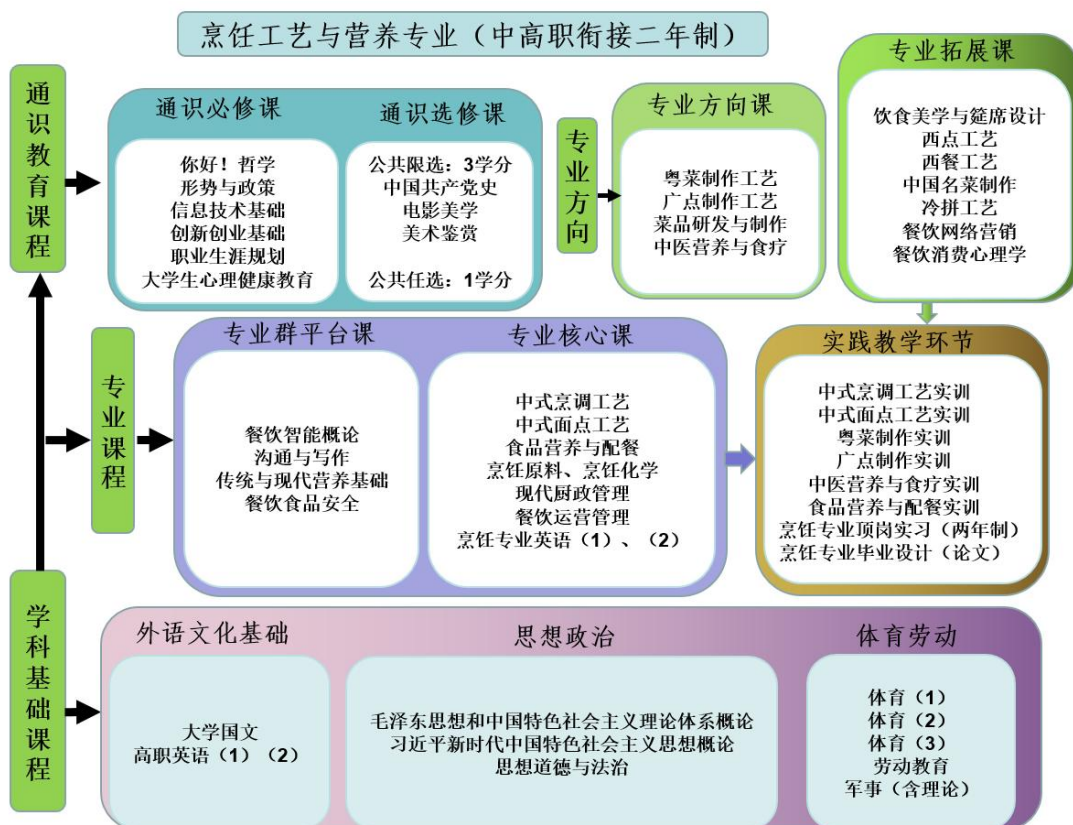 烹饪工艺与营养专业（中高职衔接二年制）
通识教育课程
通识必修课
你好！哲学
形势与政策
信息技术基础
创新创业基础
职业生涯规划
大学生心理健康教育
通识选修课
公共限选：3学分
中国共产党史
电影美学
美术鉴赏
公共任选：1学分
专业方向
专业方向课
粤菜制作工艺
广点制作工艺
菜品研发与制作
中医营养与食疗
专业拓展课
饮食美学与筵席设计
西点工艺
西餐工艺
中国名菜制作
冷拼工艺
餐饮网络营销
餐饮消费心理学
专业课程
专业群平台课
餐饮智能概论
沟通与写作
传统与现代营养基础
餐饮食品安全
专业核心课
中式烹调工艺
中式面点工艺
食品营养与配餐
烹饪原料、烹饪化学
现代厨政管理
餐饮运营管理
烹饪专业英语（1）、（2）
实践教学环节
中式烹调工艺实训
中式面点工艺实训
粤菜制作实训
广点制作实训
中医营养与食疗实训
食品营养与配餐实训
烹饪专业顶岗实习（两年制）
烹饪专业毕业设计（论文）
学科基础课程
外语文化基础
大学国文
高职英语（1）（2）
思想政治
毛泽东思想和中国特色社会主义理论体系概论
习近平新时代中国特色社会主义思想概论
思想道德与法治
体育劳动
体育（1）
体育（2）
体育（3）
劳动教育
军事（含理论）